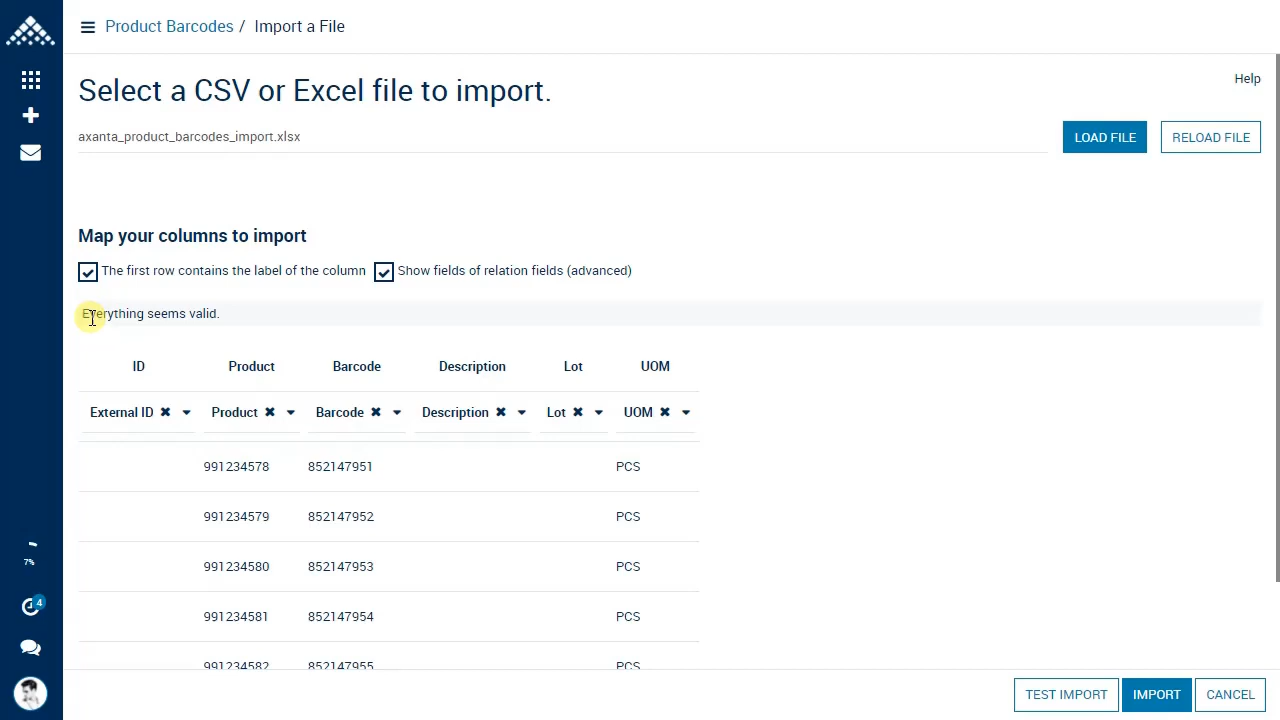 Product Barcodes / Import a File
Select a CSV or Excel file to import.
Help
axanta_product_barcodes_import.xlsx
LOAD FILE
RELOAD FILE
Map your columns to import
The first row contains the label of the column
Show fields of relation fields (advanced)
Everything seems valid.
ID Product Barcode Description Lot UOM
External ID Product Barcode Description Lot UOM
991234578 852147951 PCS
991234579 852147952 PCS
991234580 852147953 PCS
991234581 852147954 PCS
991234582 852147955 PCS
7%
4
TEST IMPORT
IMPORT
CANCEL